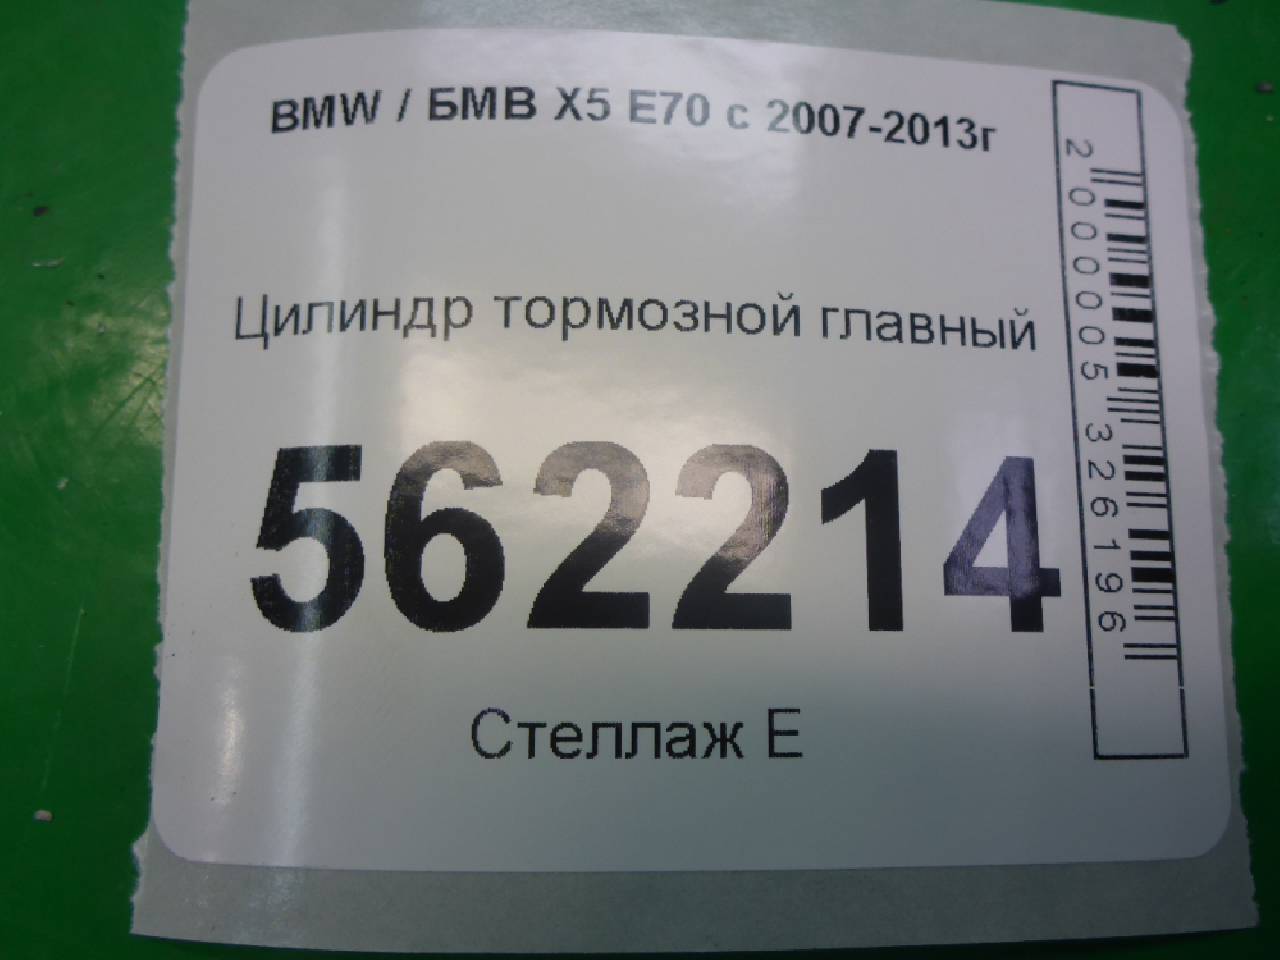 BMW / БМВ X5 E70 с 2007-2013г
Цилиндр тормозной главный
562214
Стеллаж Е
2000005326196